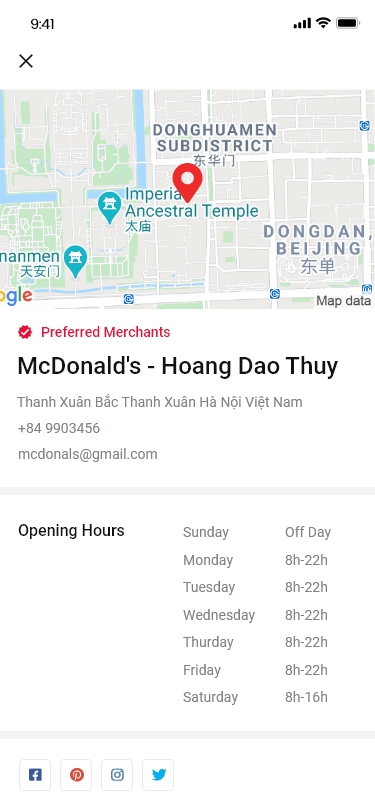 9:41
DONGHUAMEN
SUBDISTRICT
东华门
Imperia
Ancestral Temple
太庙
DONGDAN,
BEIJING
东单
nanmen
天安门
ogle
Map data
Preferred Merchants
McDonald's - Hoang Dao Thuy
Thanh Xuân Bắc Thanh Xuân Hà Nội Việt Nam
+84 9903456
mcdonals@gmail.com
Opening Hours
Sunday Off Day
Monday 8h-22h
Tuesday 8h-22h
Wednesday 8h-22h
Thurday 8h-22h
Friday 8h-22h
Saturday 8h-16h